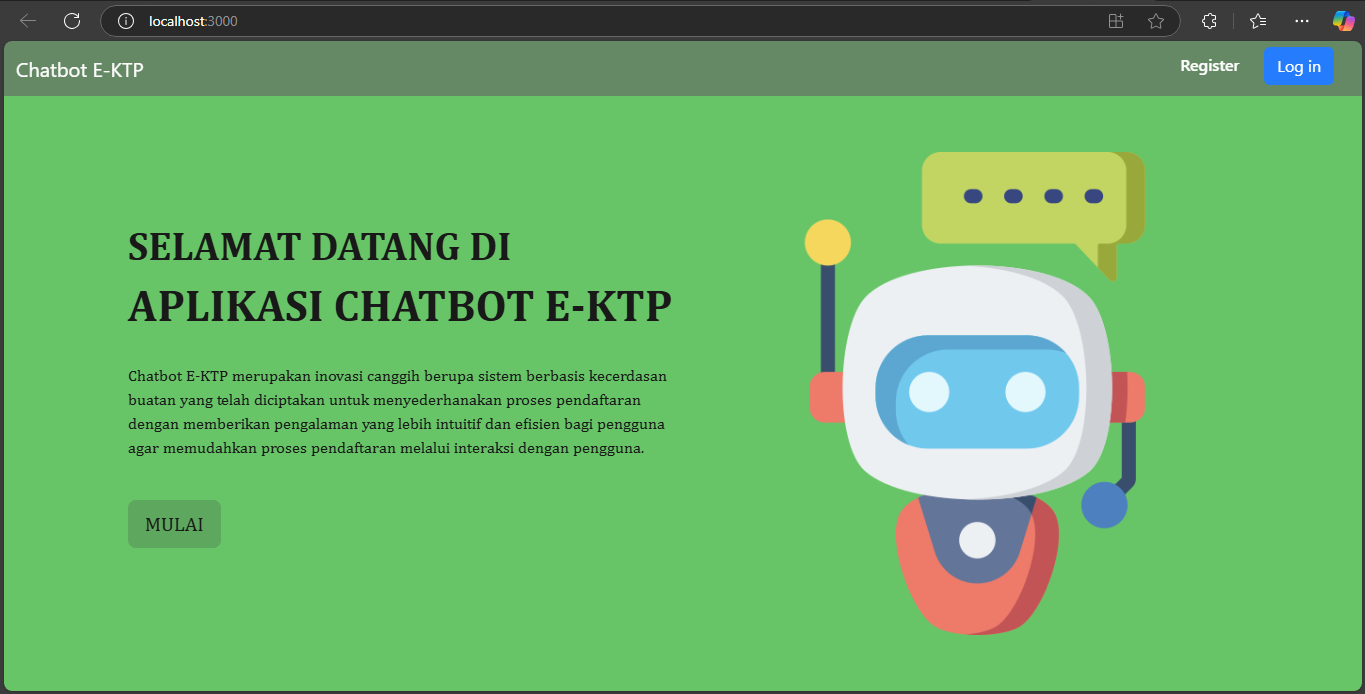 localhost:3000
Chatbot E-KTP
Register
Log in
SELAMAT DATANG DI
APLIKASI CHATBOT E-KTP
Chatbot E-KTP merupakan inovasi canggih berupa sistem berbasis kecerdasan
buatan yang telah diciptakan untuk menyederhanakan proses pendaftaran
dengan memberikan pengalaman yang lebih intuitif dan efisien bagi pengguna
agar memudahkan proses pendaftaran melalui interaksi dengan pengguna.
MULAI